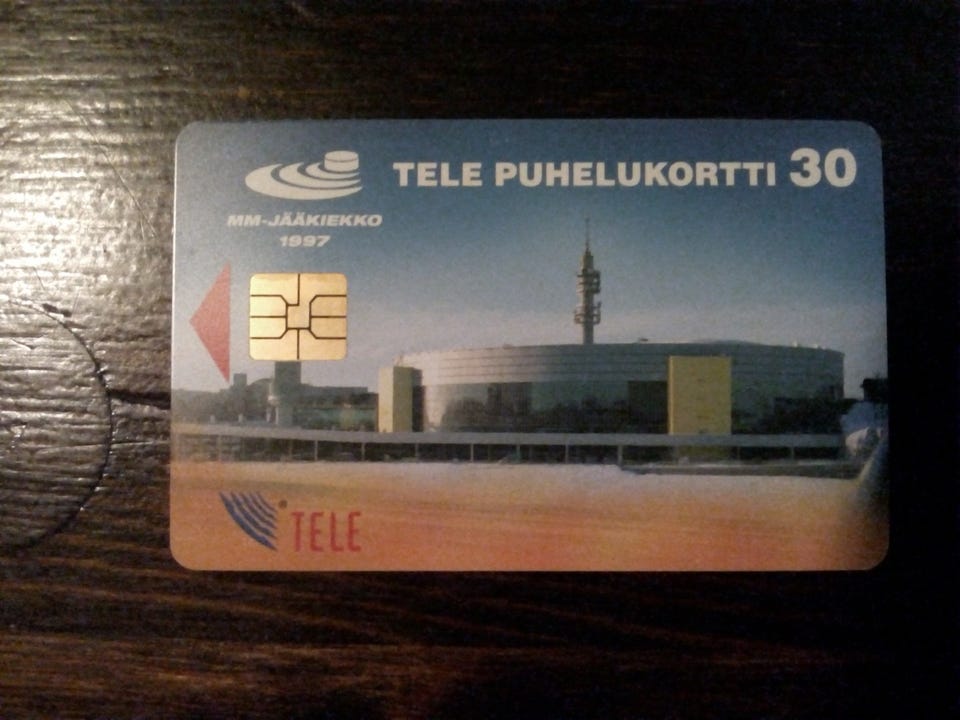 TELE PUHELUKORTTI 30
MM-JÄÄKIEKKO
1997
TELE